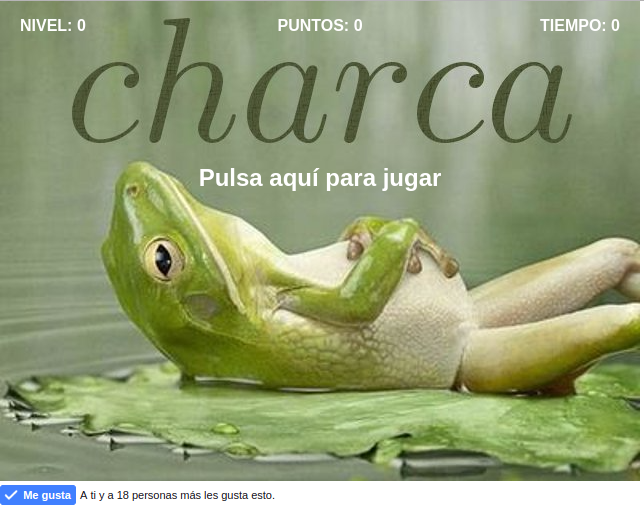 NIVEL: 0 PUNTOS: 0 TIEMPO: 0
charca
Pulsa aquí para jugar
Me gusta A ti y a 18 personas más les gusta esto.